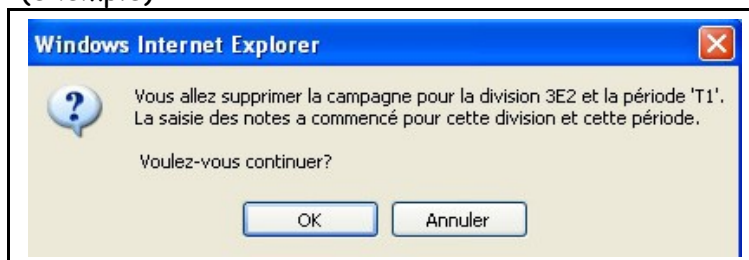 Windows Internet Explorer
Vous allez supprimer la campagne pour la division 3E2 et la période 'T1'.
La saisie des notes a commencé pour cette division et cette période.
Voulez-vous continuer?
OK
Annuler